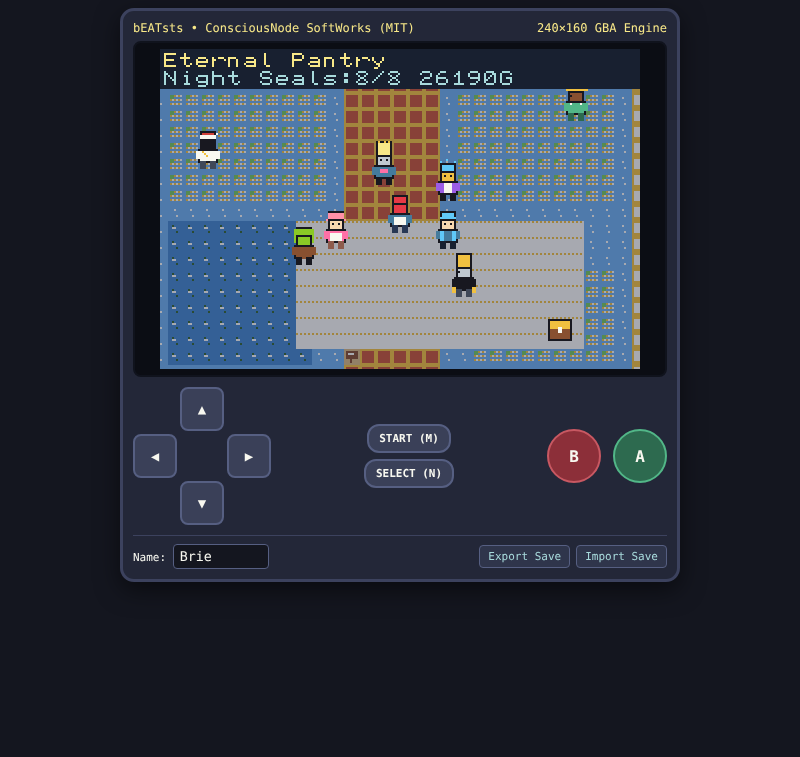 bEATsts • ConsciousNode SoftWorks (MIT)
240×160 GBA Engine
Eternal Pantry
Night Seals:8/8 26190G
▲
◀
▶
▼
START (M)
SELECT (N)
B
A
Name: Brie
Export Save
Import Save